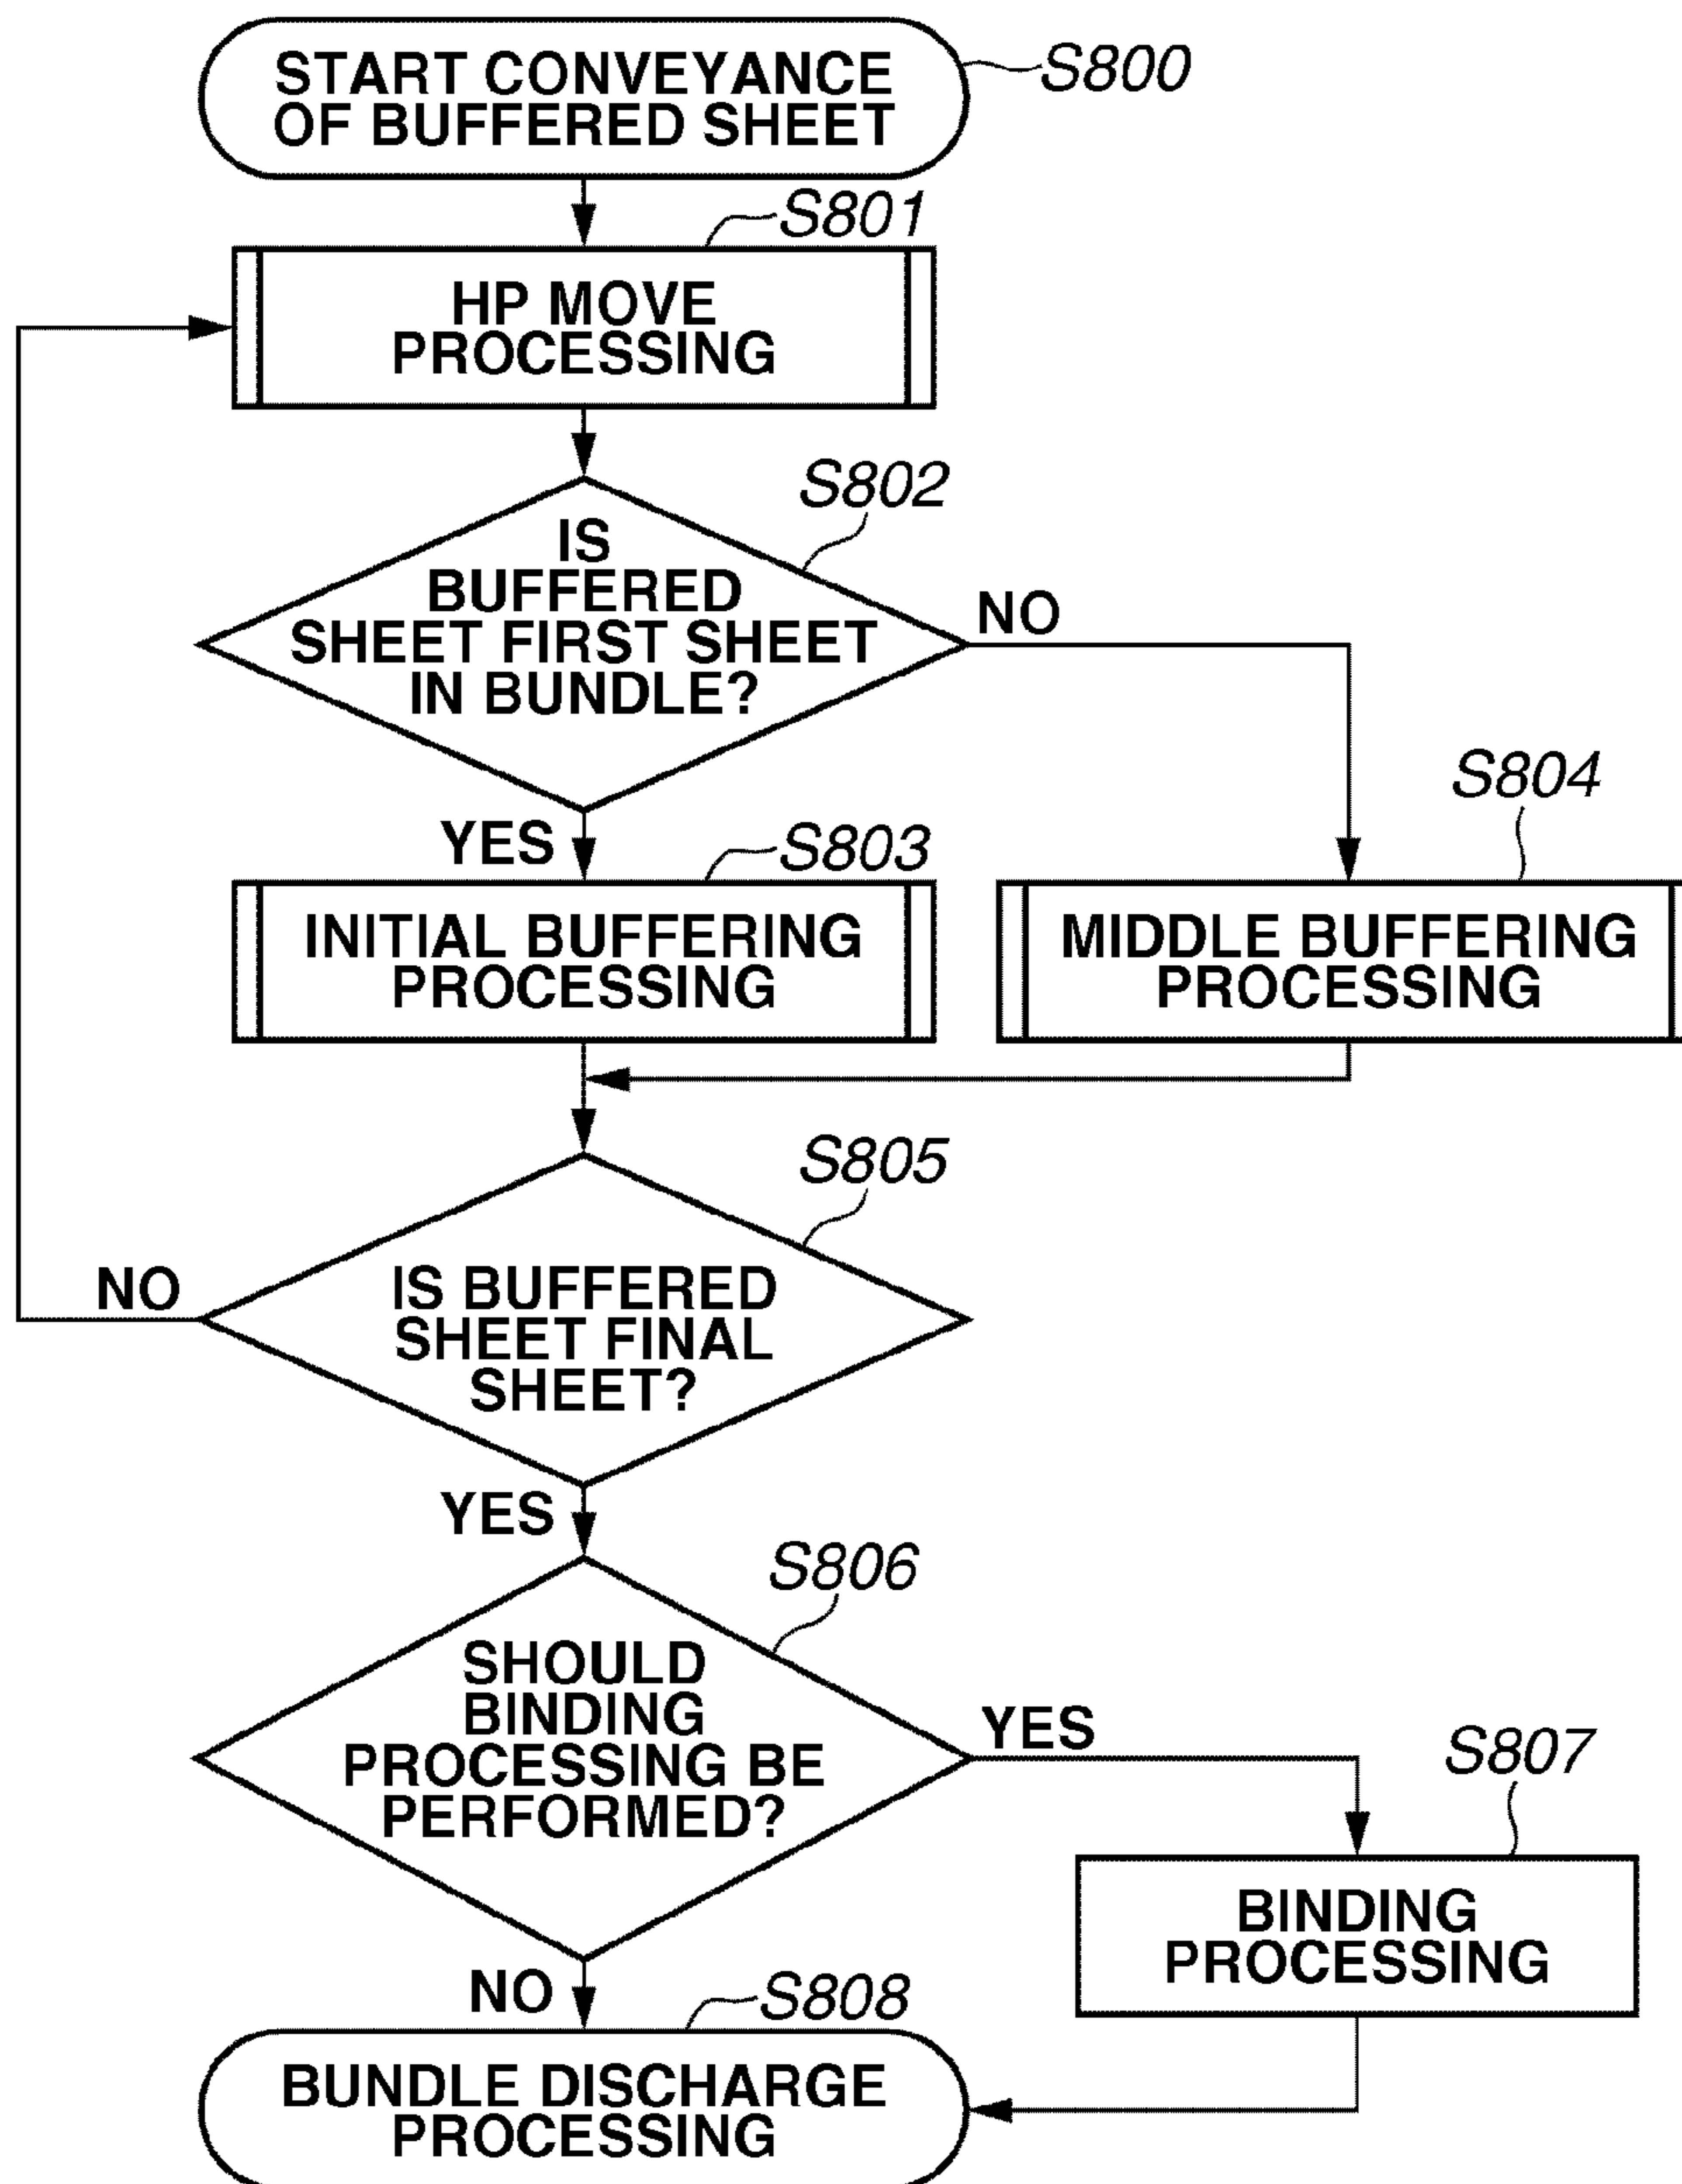 START CONVEYANCE
OF BUFFERED SHEET
S800
S801
HP MOVE
PROCESSING
S802
IS
BUFFERED
SHEET FIRST SHEET
IN BUNDLE?
NO
YES
S803
S804
INITIAL BUFFERING
PROCESSING
MIDDLE BUFFERING
PROCESSING
S805
IS BUFFERED
SHEET FINAL
SHEET?
NO
YES
S806
SHOULD
BINDING
PROCESSING BE
PERFORMED?
YES
S807
BINDING
PROCESSING
NO
S808
BUNDLE DISCHARGE
PROCESSING